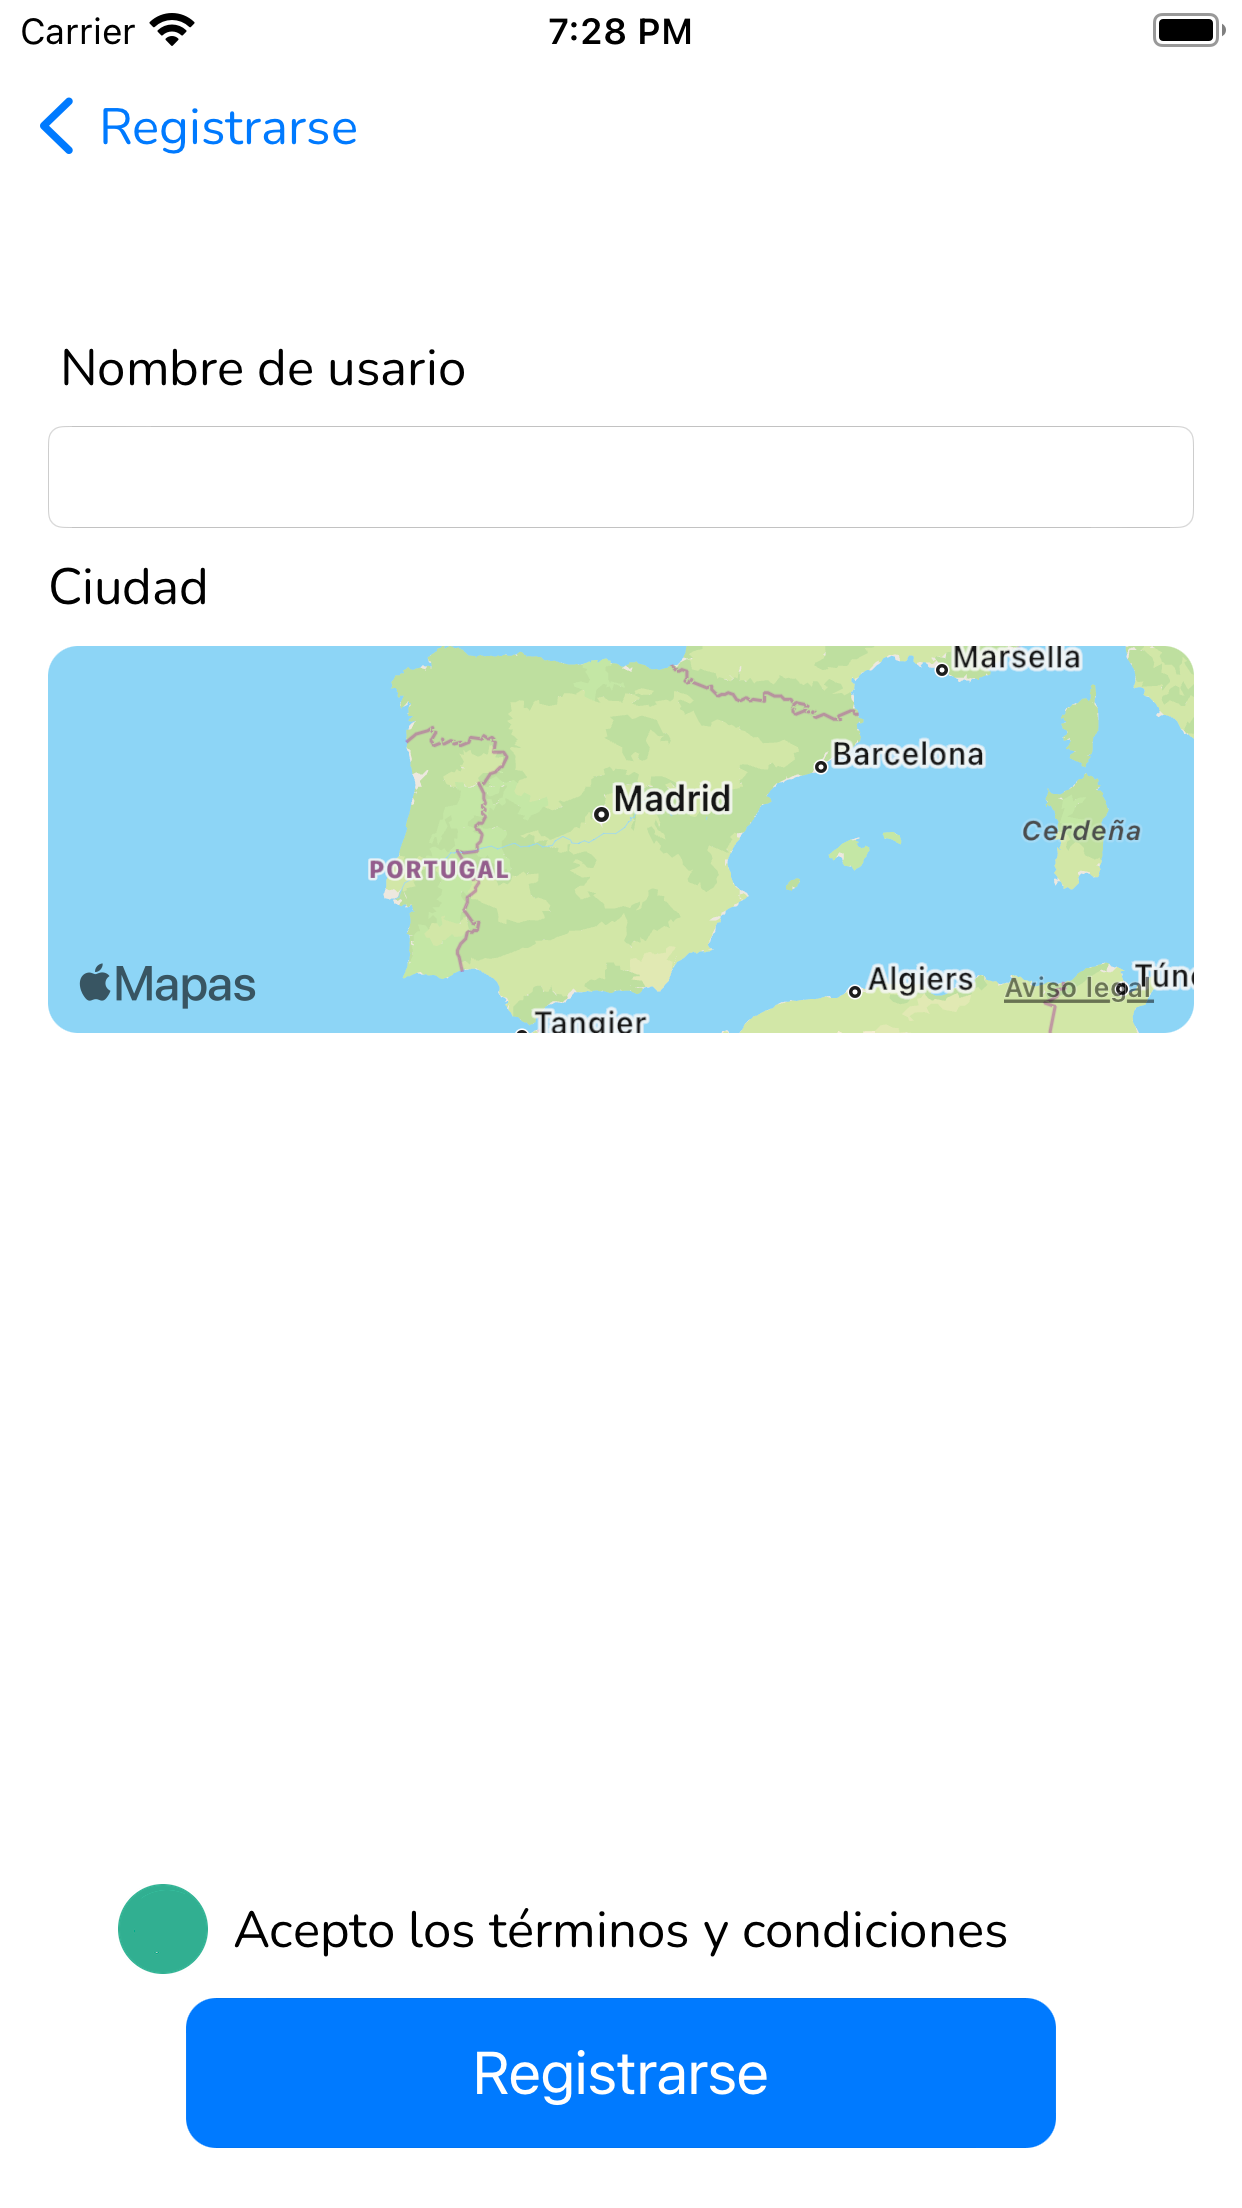 Carrier 7:28 PM
Registrarse
Nombre de usario
Ciudad
Marsella
Barcelona
Madrid
Cerdeña
PORTUGAL
Algiers
Aviso legal
Mapas
Tangier
Acepto los términos y condiciones
Registrarse